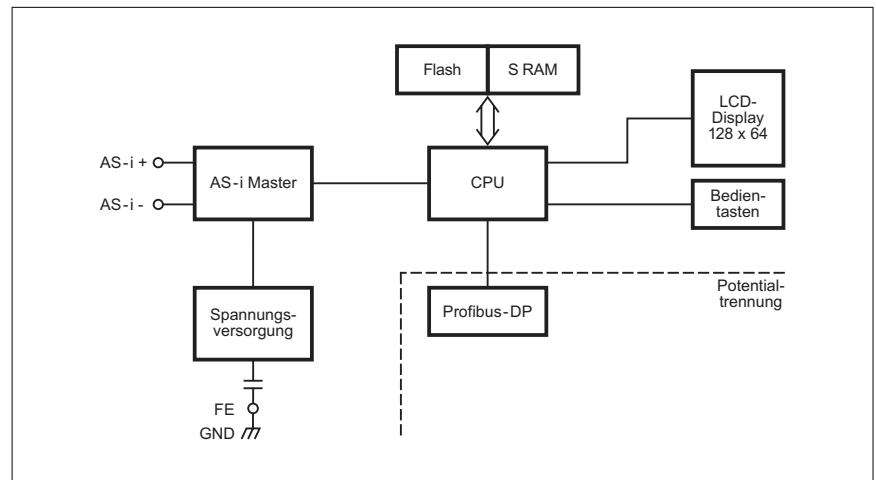 Flash
S RAM
LCD-
Display
128 x 64
AS-i +
AS-i Master
CPU
AS-i -
Bedien-
tasten
Potential-
trennung
Spannungs-
versorgung
Profibus-DP
FE
GND